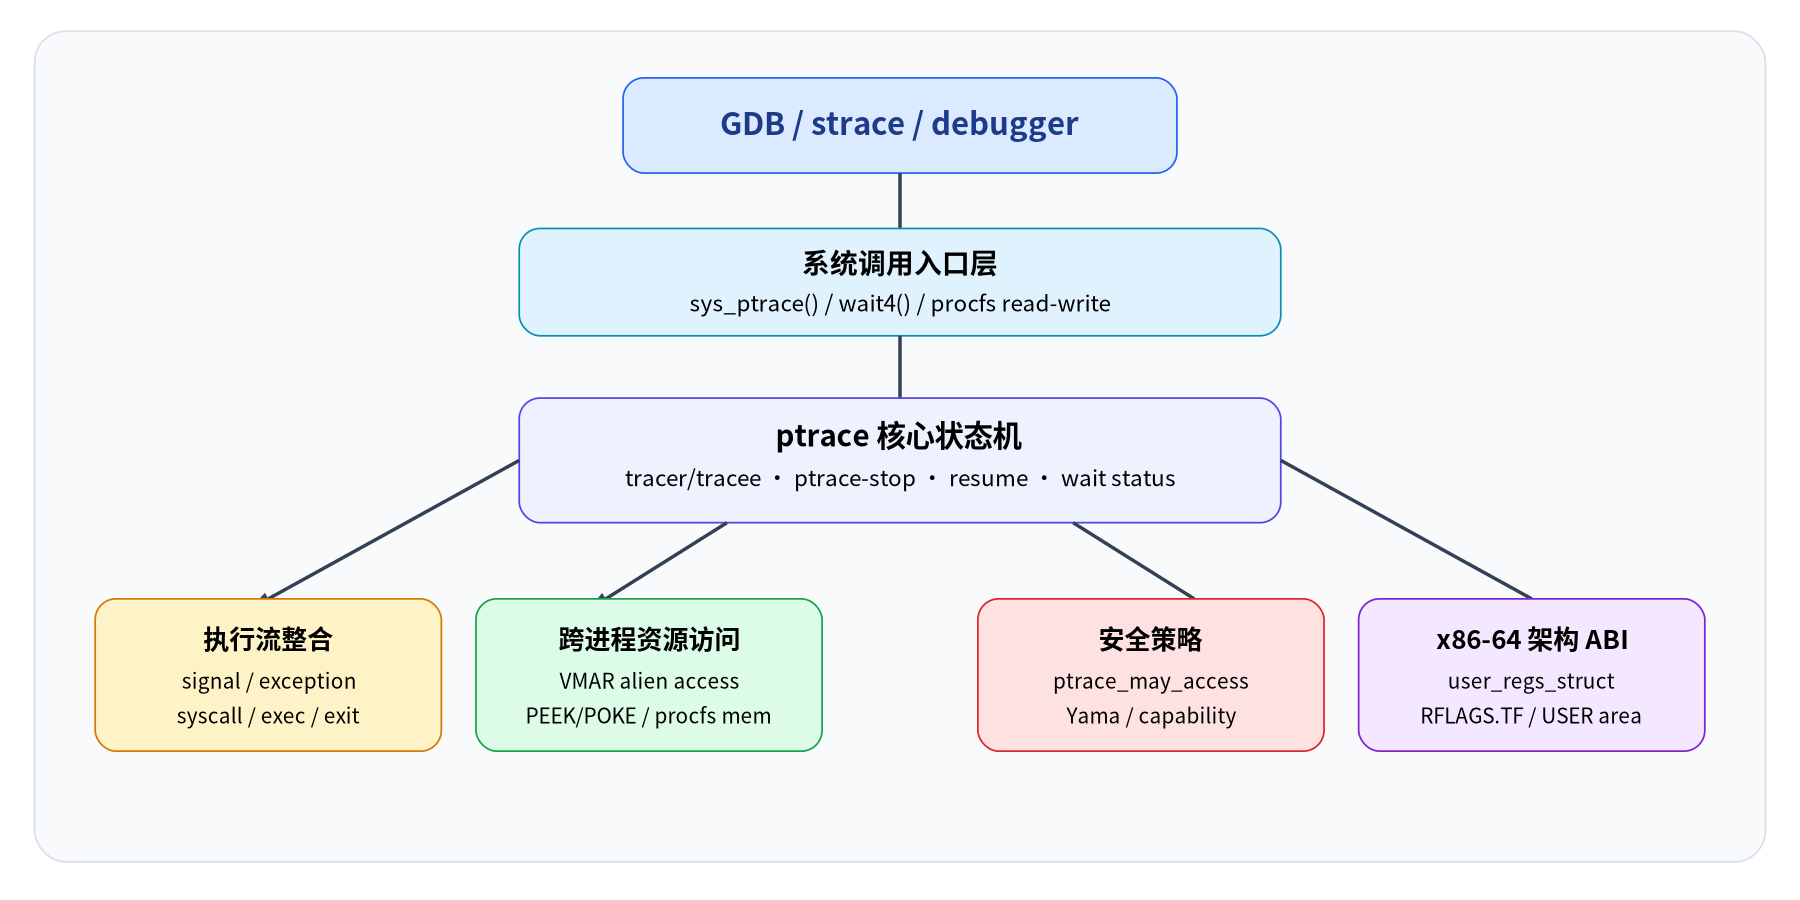 GDB / strace / debugger
系统调用入口层
sys_ptrace() / wait4() / procfs read-write
ptrace 核心状态机
tracer/tracee • ptrace-stop • resume • wait status
执行流整合
signal / exception
syscall / exec / exit
跨进程资源访问
VMAR alien access
PEEK/POKE / procfs mem
安全策略
ptrace_may_access
Yama / capability
x86-64 架构 ABI
user_regs_struct
RFLAGS.TF / USER area